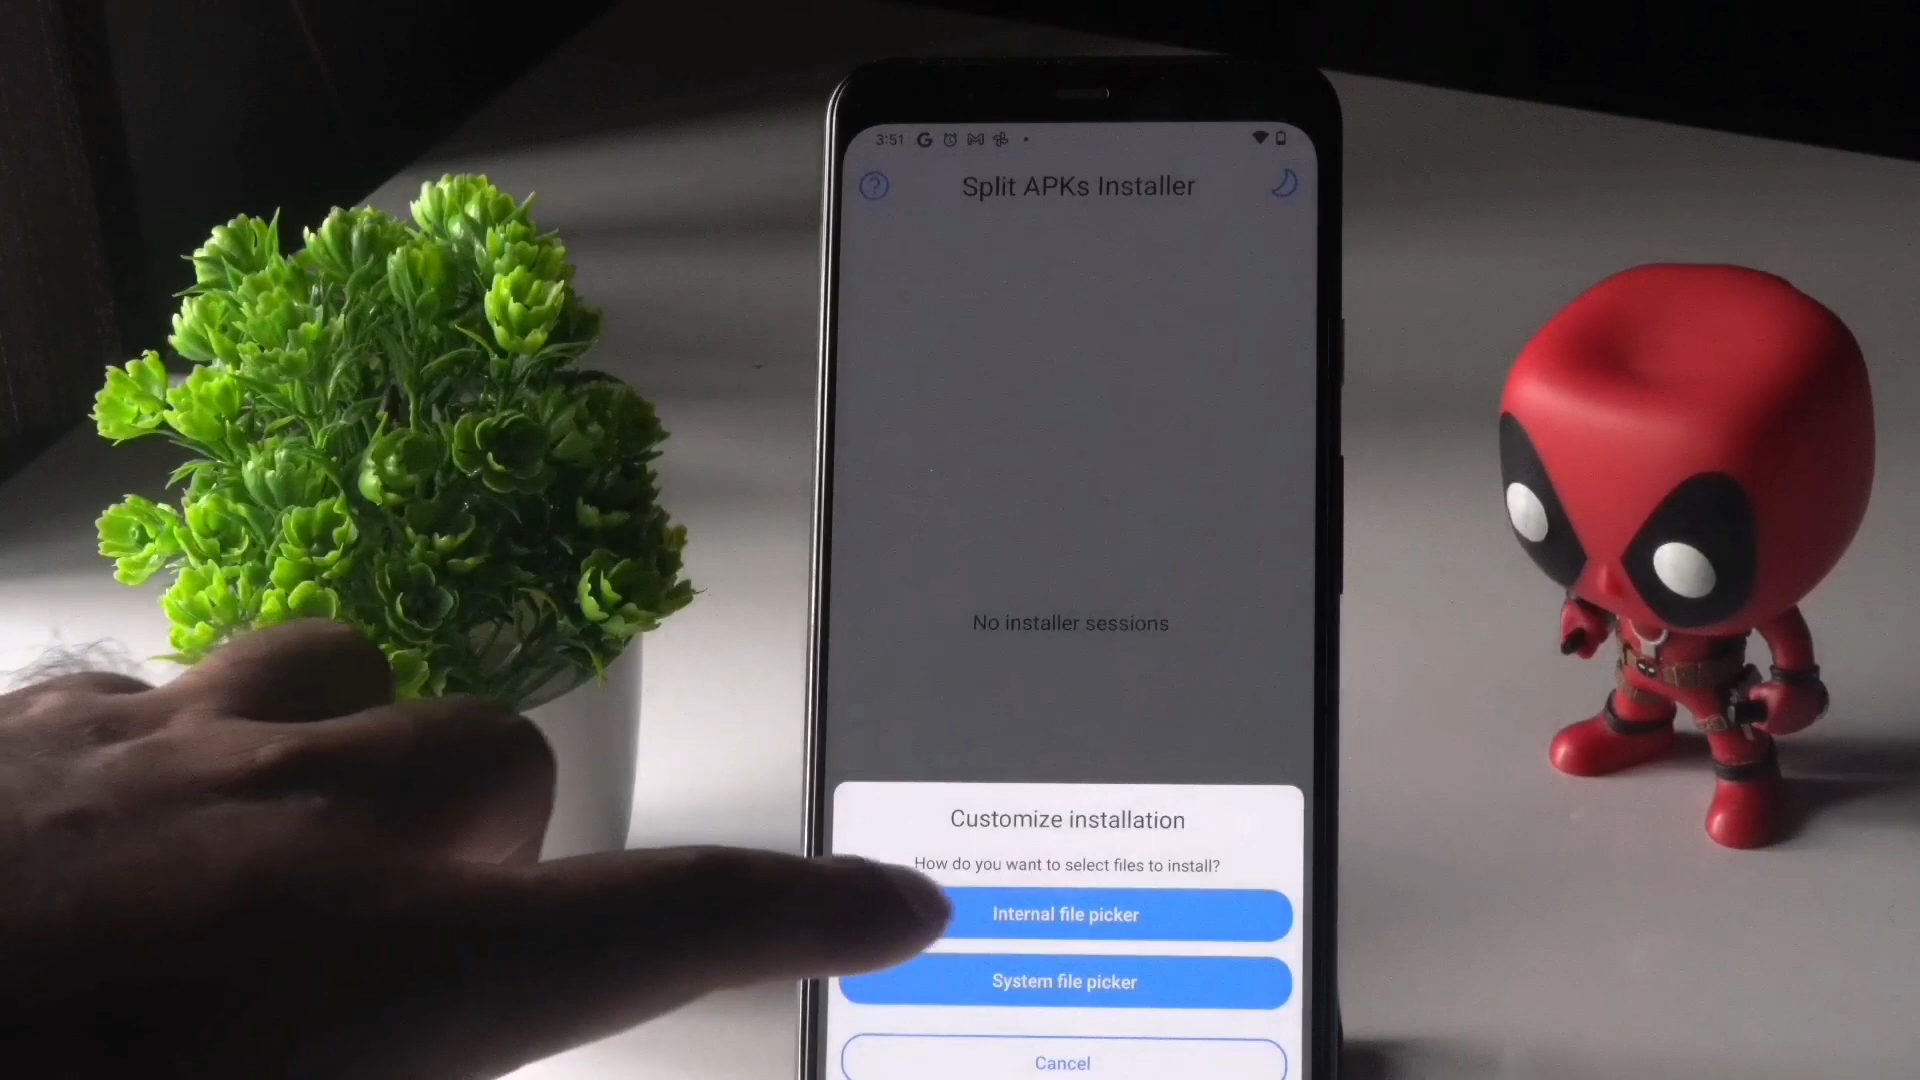 3:51
Split APKs Installer
No installer sessions
Customize installation
How do you want to select files to install?
Internal file picker
System file picker
Cancel